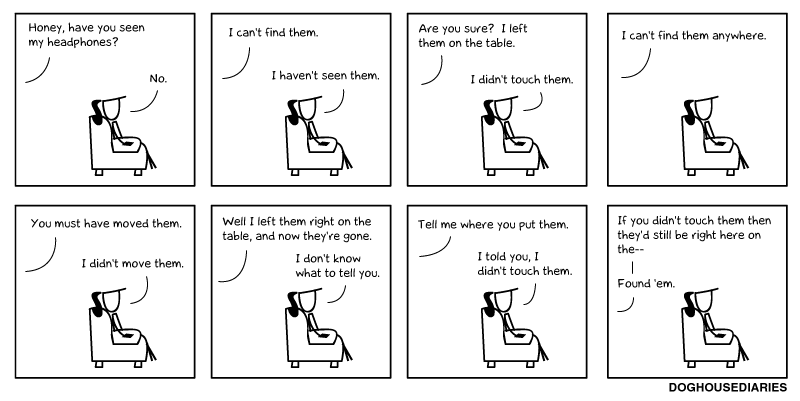 Honey, have you seen
my headphones?
No.
I can't find them.
I haven't seen them.
Are you sure? I left
them on the table.
I didn't touch them.
I can't find them anywhere.
You must have moved them.
I didn't move them.
Well I left them right on the
table, and now they're gone.
I don't know
what to tell you.
Tell me where you put them.
I told you, I
didn't touch them.
If you didn't touch them then
they'd still be right here on
the--
Found 'em.
DOGHOUSEDIARIES